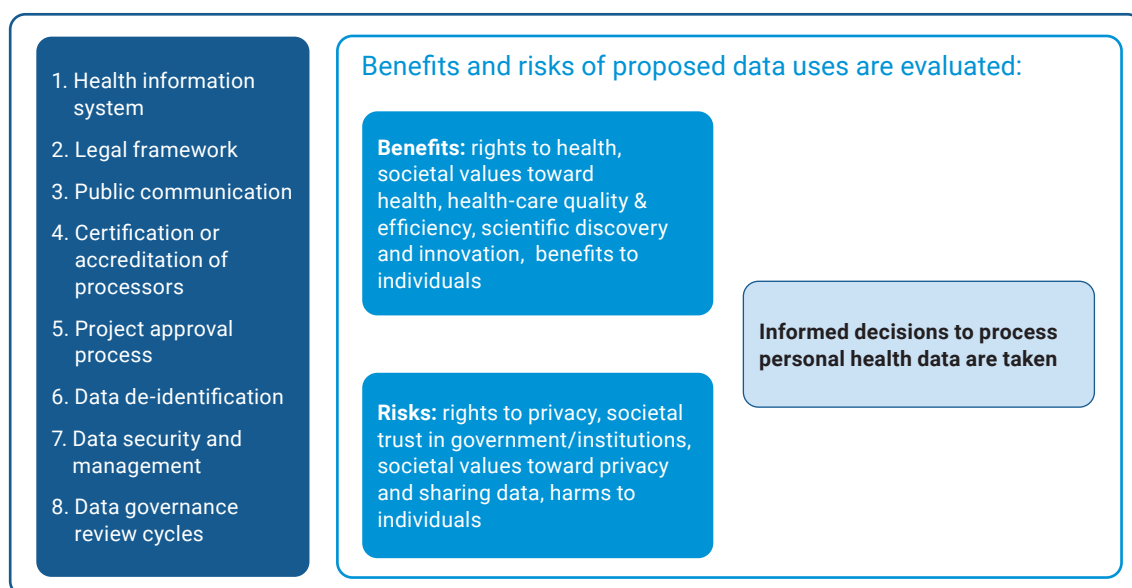 1. Health information
system
2. Legal framework
3. Public communication
4. Certification or
accreditation of
processors
5. Project approval
process
6. Data de-identification
7. Data security and
management
8. Data governance
review cycles
Benefits and risks of proposed data uses are evaluated:
Benefits: rights to health,
societal values toward
health, health-care quality &
efficiency, scientific discovery
and innovation, benefits to
individuals
Risks: rights to privacy, societal
trust in government/institutions,
societal values toward privacy
and sharing data, harms to
individuals
Informed decisions to process
personal health data are taken